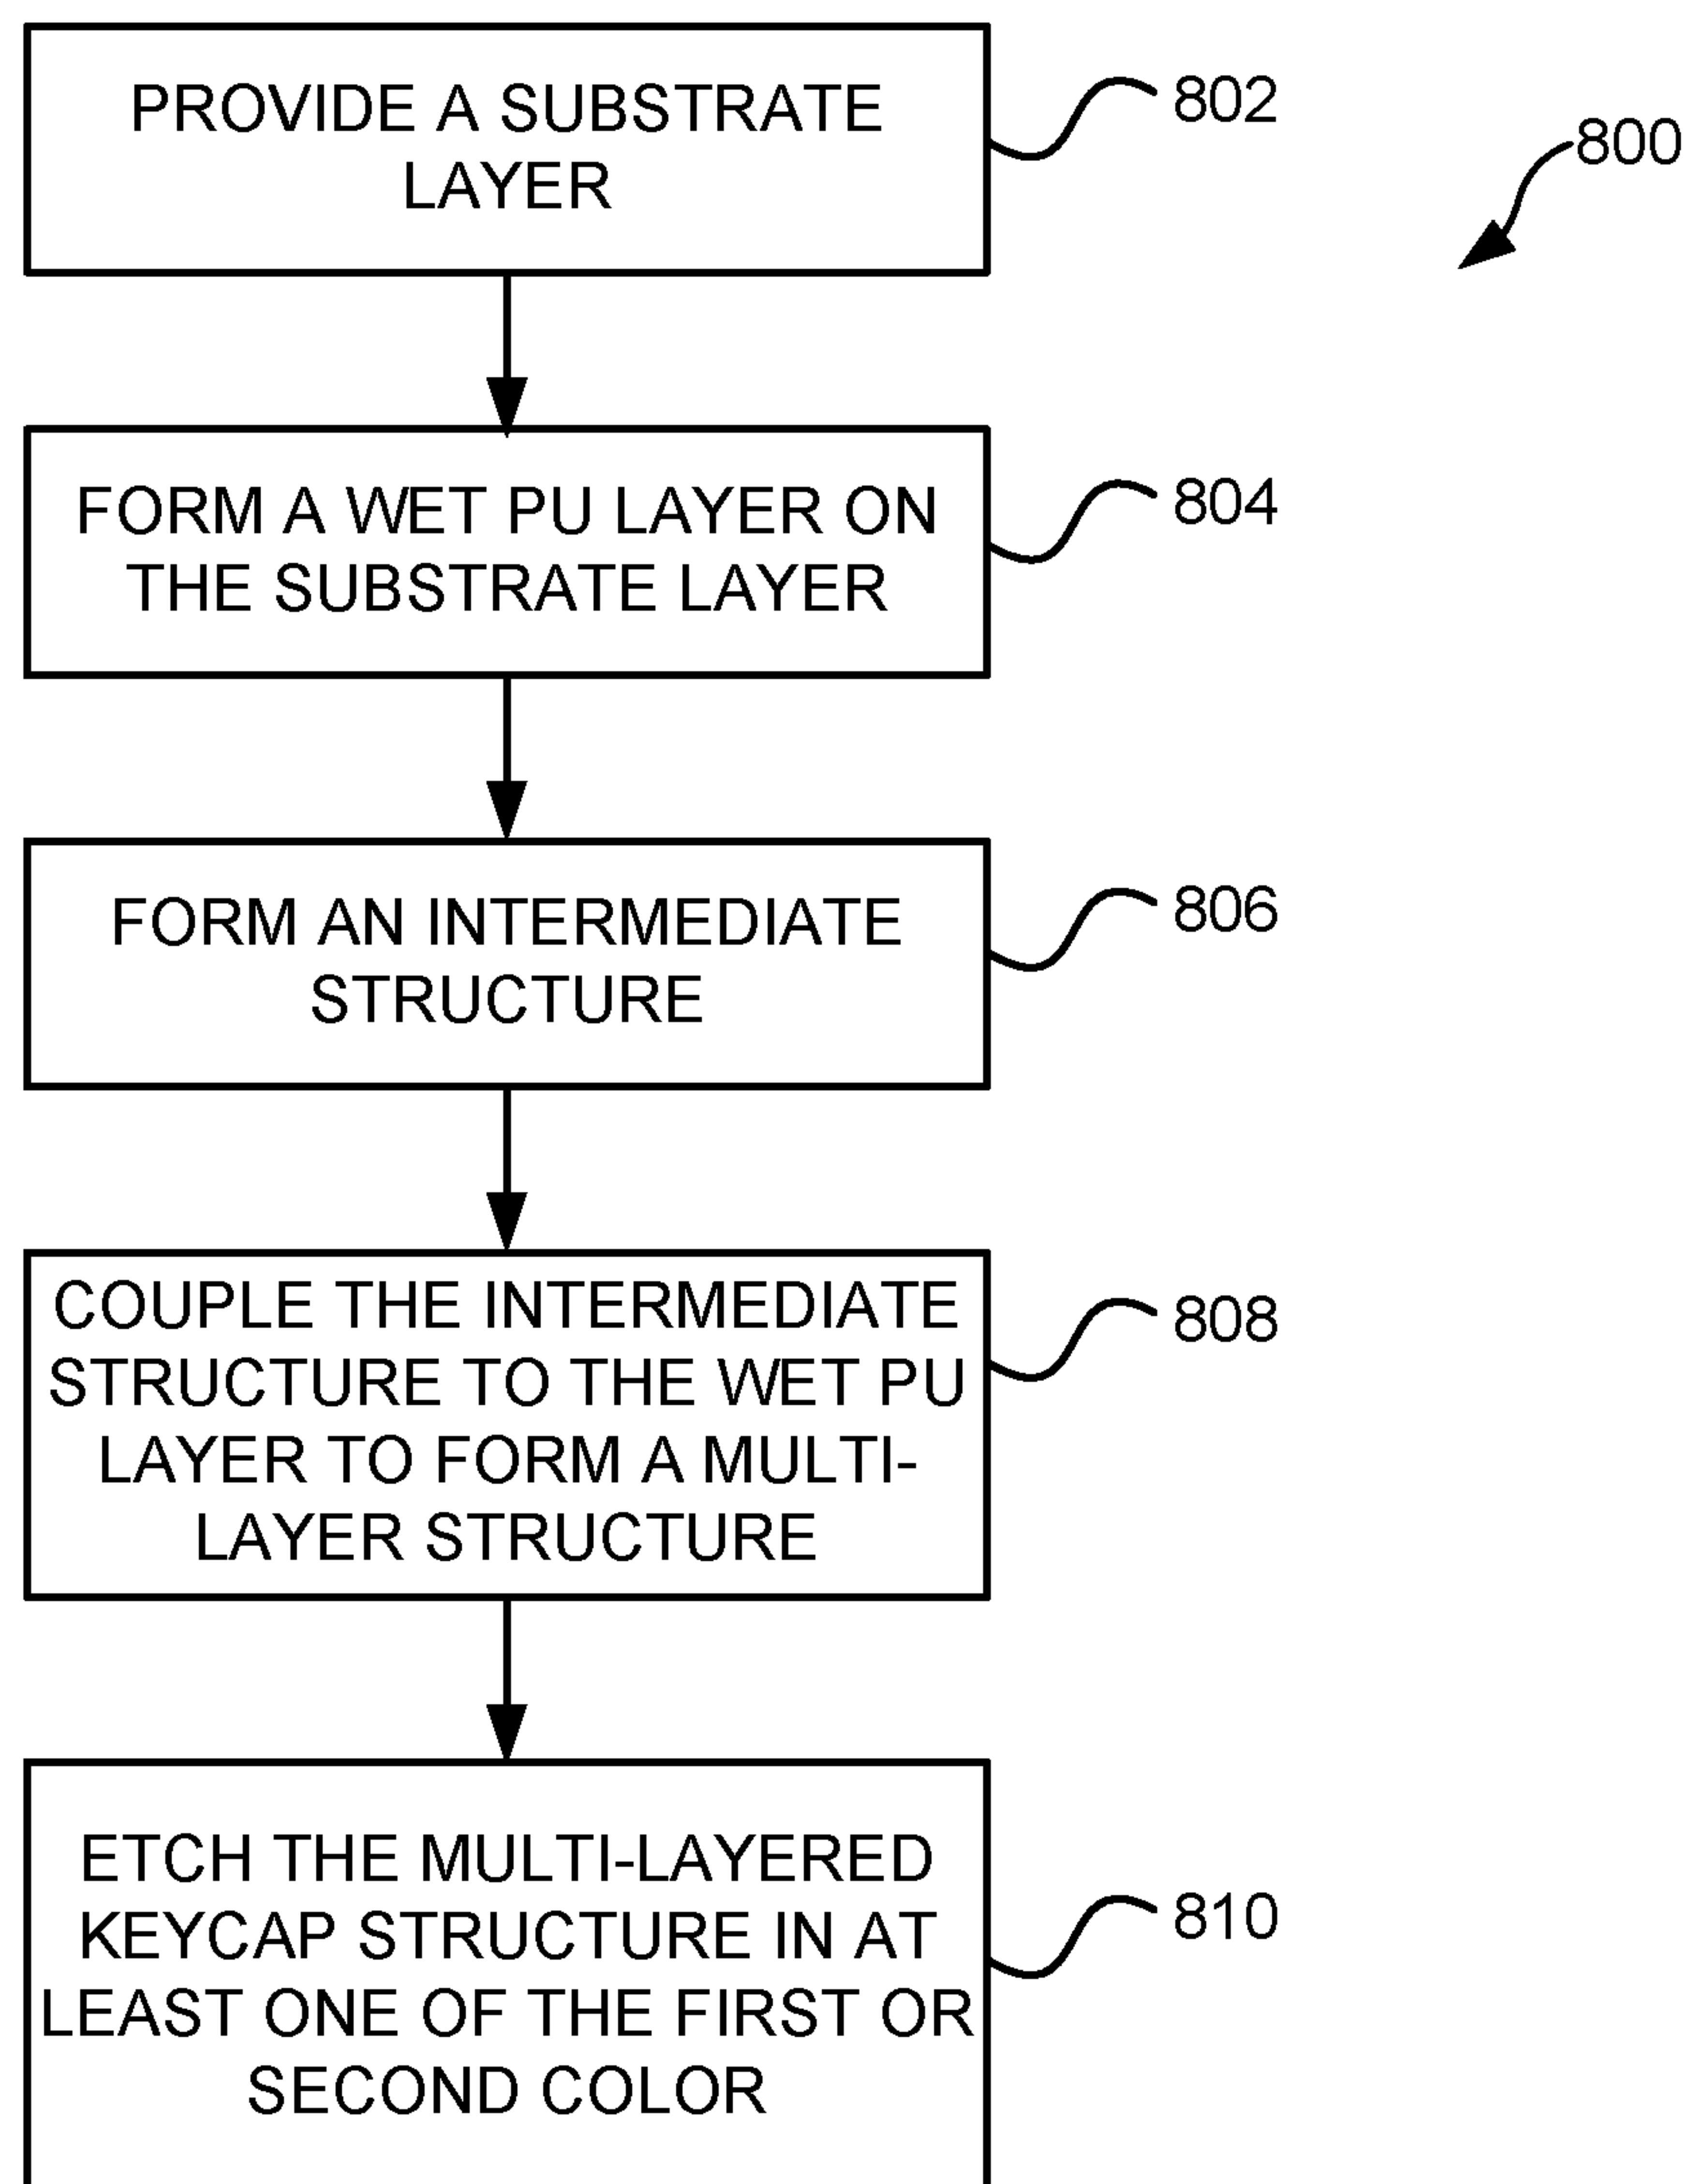 PROVIDE A SUBSTRATE
LAYER
802
800
FORM A WET PU LAYER ON
THE SUBSTRATE LAYER
804
FORM AN INTERMEDIATE
STRUCTURE
806
COUPLE THE INTERMEDIATE
STRUCTURE TO THE WET PU
LAYER TO FORM A MULTI-
LAYER STRUCTURE
808
ETCH THE MULTI-LAYERED
KEYCAP STRUCTURE IN AT
LEAST ONE OF THE FIRST OR
SECOND COLOR
810